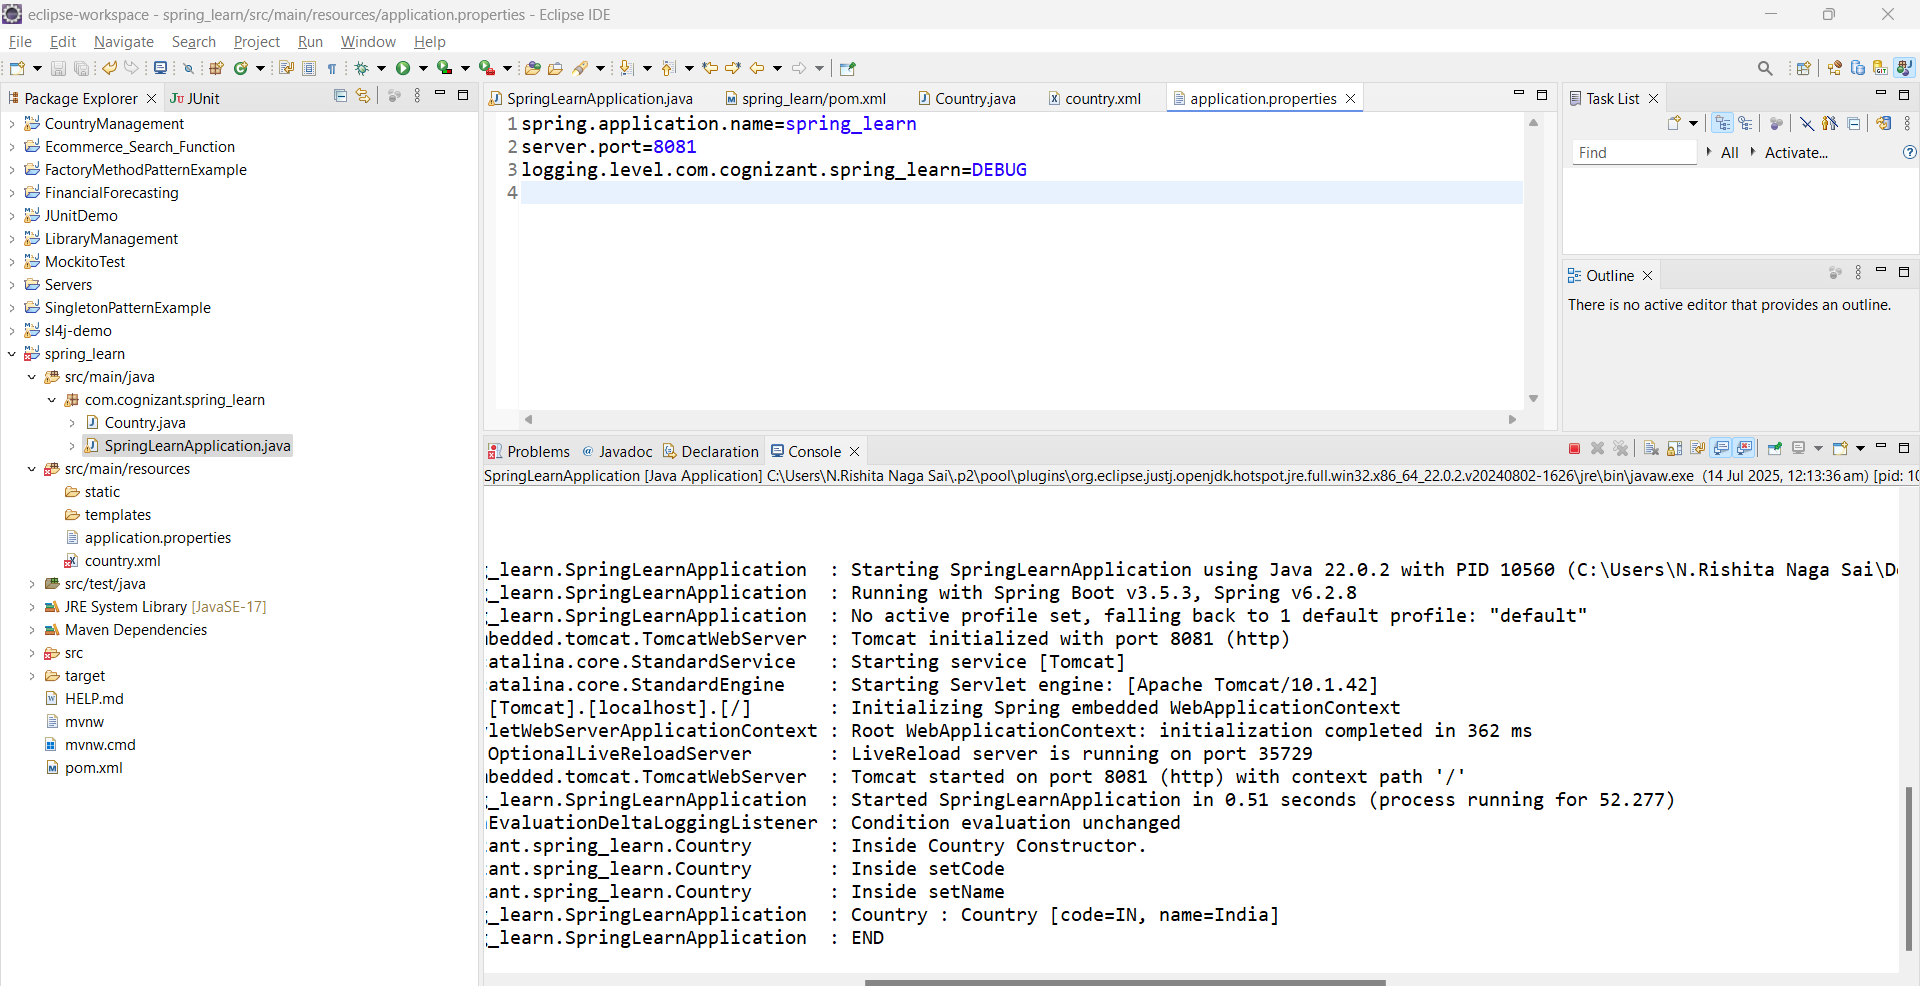 eclipse-workspace - spring_learn/src/main/resources/application.properties - Eclipse IDE
File Edit Navigate Search Project Run Window Help
Package Explorer
JUnit
CountryManagement
Ecommerce_Search_Function
FactoryMethodPatternExample
FinancialForecasting
JUnitDemo
LibraryManagement
MockitoTest
Servers
SingletonPatternExample
sl4j-demo
spring_learn
src/main/java
com.cognizant.spring_learn
Country.java
SpringLearnApplication.java
src/main/resources
static
templates
application.properties
country.xml
src/test/java
JRE System Library [JavaSE-17]
Maven Dependencies
src
target
HELP.md
mvnw
mvnw.cmd
pom.xml
SpringLearnApplication.java spring_learn/pom.xml Country.java country.xml application.properties
1 spring.application.name=spring_learn
2 server.port=8081
3 logging.level.com.cognizant.spring_learn=DEBUG
4
Task List
Find All Activate...
Outline
There is no active editor that provides an outline.
Problems Javadoc Declaration Console
SpringLearnApplication [Java Application] C:\Users\N.Rishita Naga Sai\.p2\pool\plugins\org.eclipse.justj.openjdk.hotspot.jre.full.win32.x86_64_22.0.2.v20240802-1626\jre\bin\javaw.exe (14 Jul 2025, 12:13:36 am) [pid: 10
_learn.SpringLearnApplication : Starting SpringLearnApplication using Java 22.0.2 with PID 10560 (C:\Users\N.Rishita Naga Sai\D
_learn.SpringLearnApplication : Running with Spring Boot v3.5.3, Spring v6.2.8
_learn.SpringLearnApplication : No active profile set, falling back to 1 default profile: "default"
bedded.tomcat.TomcatWebServer : Tomcat initialized with port 8081 (http)
atalina.core.StandardService : Starting service [Tomcat]
atalina.core.StandardEngine : Starting Servlet engine: [Apache Tomcat/10.1.42]
[Tomcat].[localhost].[/] : Initializing Spring embedded WebApplicationContext
letWebServerApplicationContext : Root WebApplicationContext: initialization completed in 362 ms
OptionalLiveReloadServer : LiveReload server is running on port 35729
bedded.tomcat.TomcatWebServer : Tomcat started on port 8081 (http) with context path '/'
_learn.SpringLearnApplication : Started SpringLearnApplication in 0.51 seconds (process running for 52.277)
EvaluationDeltaLoggingListener : Condition evaluation unchanged
ant.spring_learn.Country : Inside Country Constructor.
ant.spring_learn.Country : Inside setCode
ant.spring_learn.Country : Inside setName
_learn.SpringLearnApplication : Country : Country [code=IN, name=India]
_learn.SpringLearnApplication : END